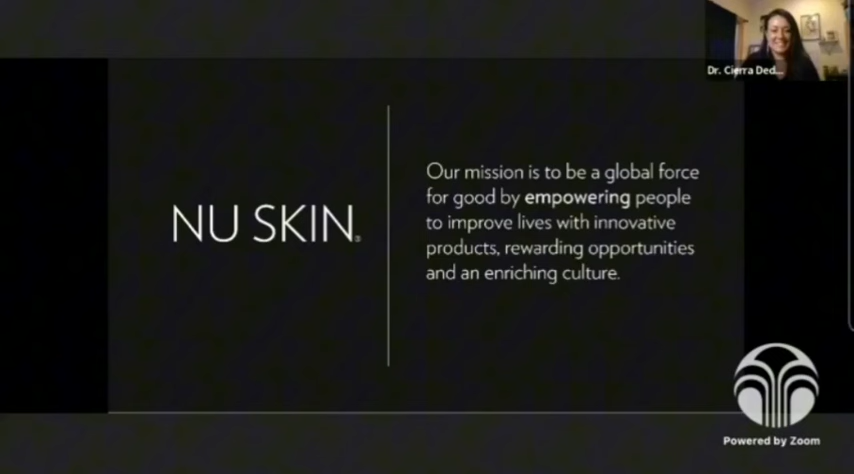 Dr. Cierra Ded...
NU SKIN®
Our mission is to be a global force
for good by empowering people
to improve lives with innovative
products, rewarding opportunities
and an enriching culture.
Powered by Zoom